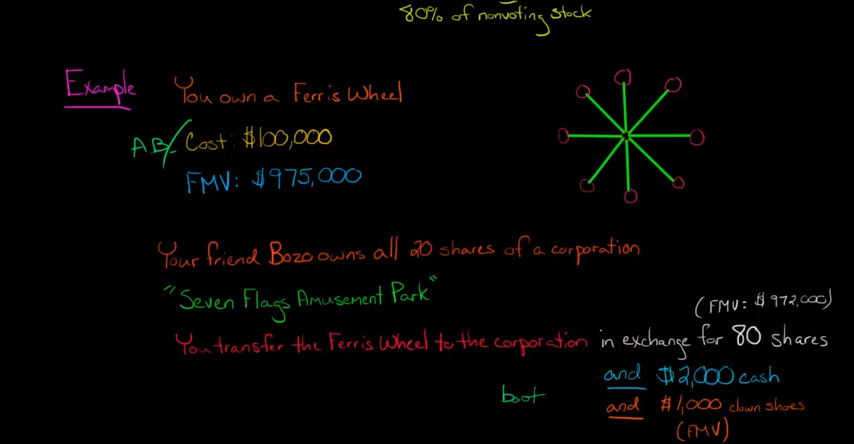 80% of nonvoting stock
Example
You own a Ferris Wheel
AB/ Cost: $100,000
FMV: $975,000
Your friend Bozo owns all 20 shares of a corporation
"Seven Flags Amusement Park"
(FMV: $972,000)
You transfer the Ferris Wheel to the corporation in exchange for 80 shares
and $2,000 cash
boot
and $1,000 clown shoes
(FMV)